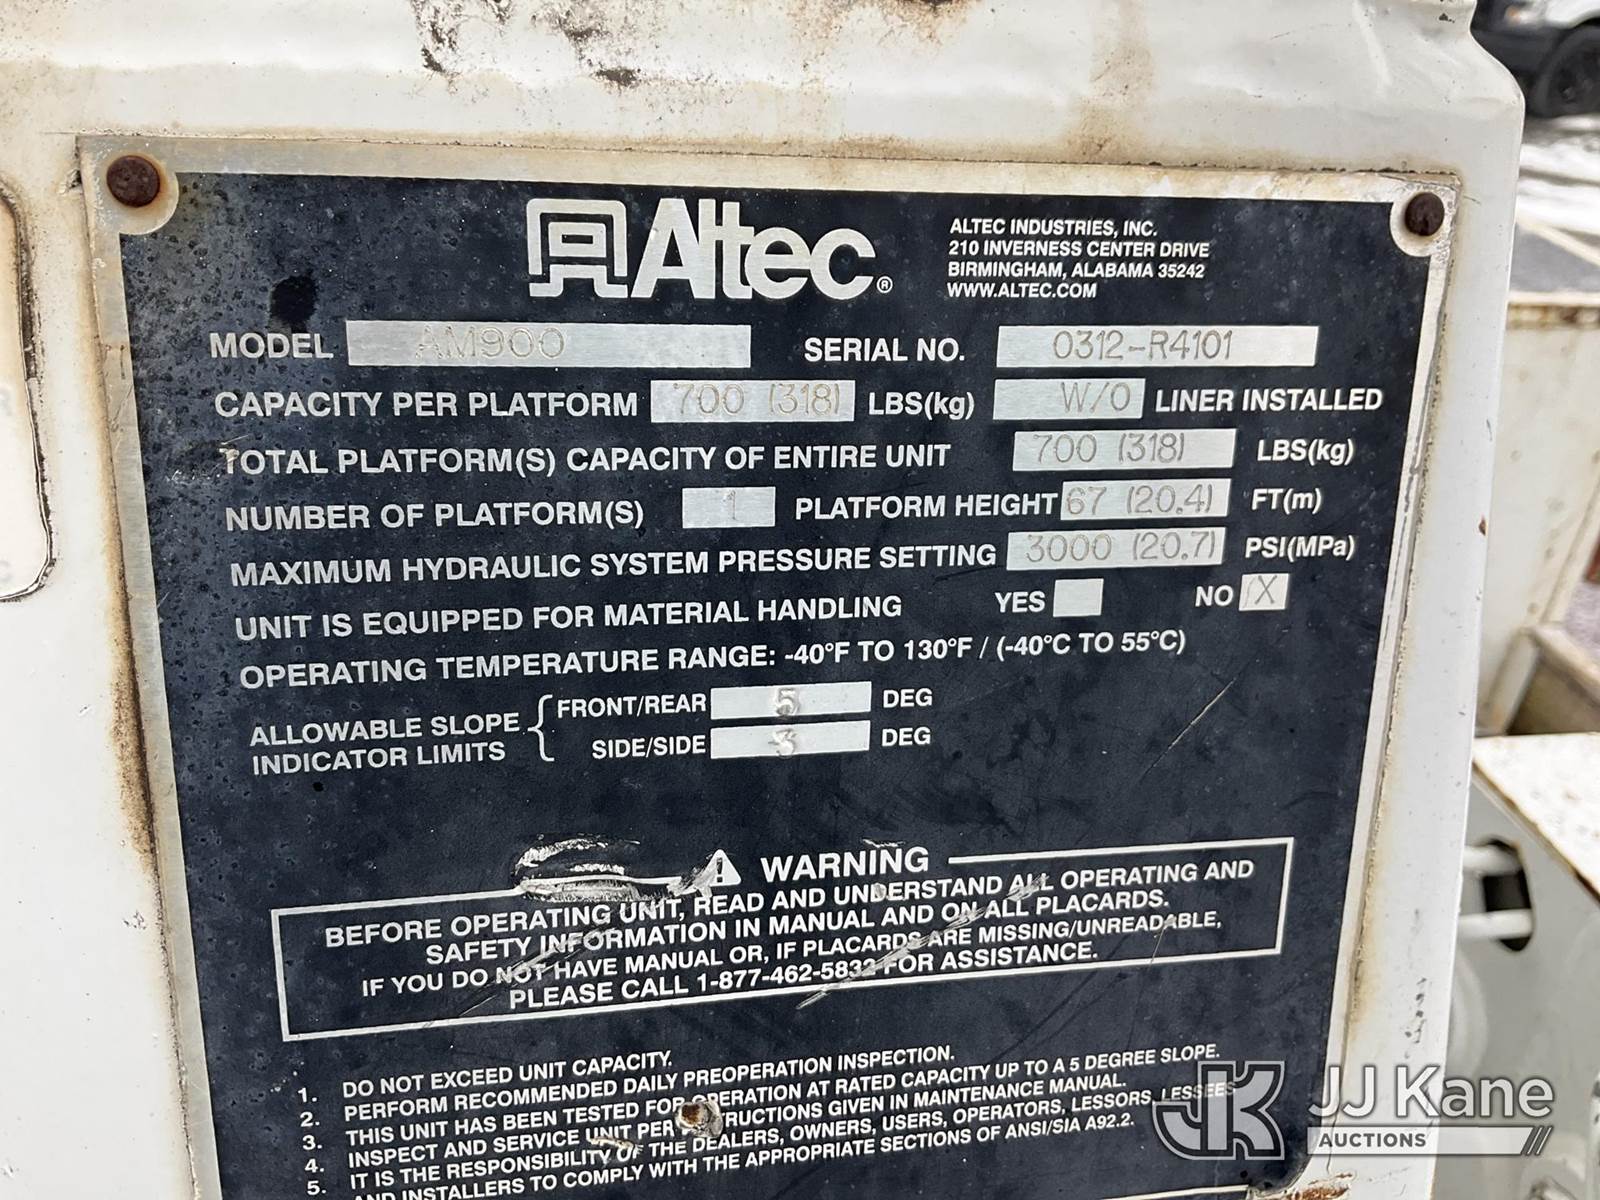 Altec®
ALTEC INDUSTRIES, INC.
210 INVERNESS CENTER DRIVE
BIRMINGHAM, ALABAMA 35242
WWW.ALTEC.COM
MODEL AM900 SERIAL NO. 0312-R4101
CAPACITY PER PLATFORM 700 (318) LBS(kg) W/O LINER INSTALLED
TOTAL PLATFORM(S) CAPACITY OF ENTIRE UNIT 700 (318) LBS(kg)
NUMBER OF PLATFORM(S) 1 PLATFORM HEIGHT 67 (20.4) FT(m)
MAXIMUM HYDRAULIC SYSTEM PRESSURE SETTING 3000 (20.7) PSI(MPa)
UNIT IS EQUIPPED FOR MATERIAL HANDLING YES NO X
OPERATING TEMPERATURE RANGE: -40°F TO 130°F / (-40°C TO 55°C)
ALLOWABLE SLOPE INDICATOR LIMITS
FRONT/REAR 5 DEG
SIDE/SIDE 3 DEG
WARNING
BEFORE OPERATING UNIT, READ AND UNDERSTAND ALL OPERATING AND
SAFETY INFORMATION IN MANUAL AND ON ALL PLACARDS.
IF YOU DO NOT HAVE MANUAL OR, IF PLACARDS ARE MISSING/UNREADABLE,
PLEASE CALL 1-877-462-5832 FOR ASSISTANCE.
1. DO NOT EXCEED UNIT CAPACITY.
2. PERFORM RECOMMENDED DAILY PREOPERATION INSPECTION.
3. THIS UNIT HAS BEEN TESTED FOR OPERATION AT RATED CAPACITY UP TO A 5 DEGREE SLOPE.
4. INSPECT AND SERVICE UNIT PER INSTRUCTIONS GIVEN IN MAINTENANCE MANUAL.
5. IT IS THE RESPONSIBILITY OF THE DEALERS, OWNERS, USERS, OPERATORS, LESSORS, LESSEES
AND INSTALLERS TO COMPLY WITH THE APPROPRIATE SECTIONS OF ANSI/SIA A92.2.
JK JJ Kane
AUCTIONS